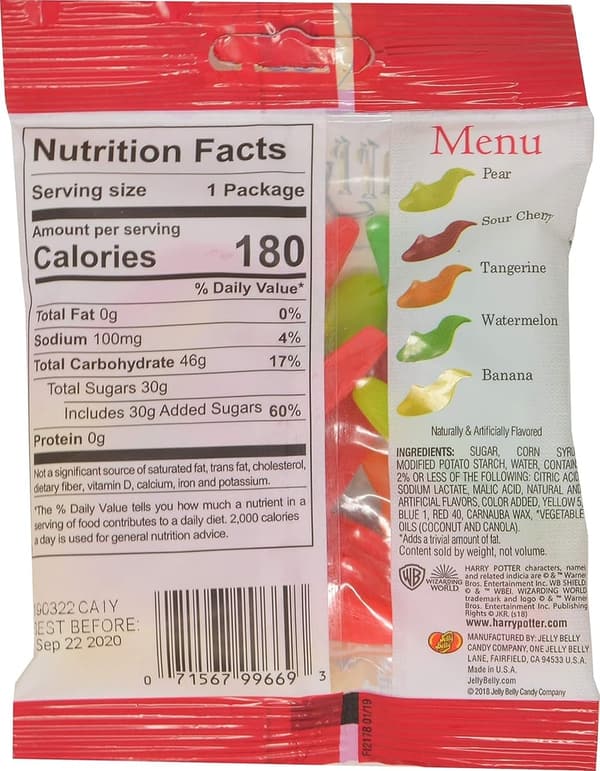 Nutrition Facts
Serving size 1 Package
Amount per serving
Calories 180
% Daily Value*
Total Fat 0g 0%
Sodium 100mg 4%
Total Carbohydrate 46g 17%
Total Sugars 30g
Includes 30g Added Sugars 60%
Protein 0g
Not a significant source of saturated fat, trans fat, cholesterol,
dietary fiber, vitamin D, calcium, iron and potassium.
*The % Daily Value tells you how much a nutrient in a
serving of food contributes to a daily diet. 2,000 calories
a day is used for general nutrition advice.
90322 CA1Y
EST BEFORE:
Sep 22 2020
0 71567 99669 3
Menu
Pear
Sour Cherry
Tangerine
Watermelon
Banana
Naturally & Artificially Flavored
INGREDIENTS: SUGAR, CORN SYRU
MODIFIED POTATO STARCH, WATER, CONTAIN
2% OR LESS OF THE FOLLOWING: CITRIC ACID
SODIUM LACTATE, MALIC ACID, NATURAL AND
ARTIFICIAL FLAVORS, COLOR ADDED, YELLOW 5,
BLUE 1, RED 40, CARNAUBA WAX, *VEGETABLE
OILS (COCONUT AND CANOLA).
*Adds a trivial amount of fat.
Content sold by weight, not volume.
WB
WIZARDING
WORLD
HARRY POTTER characters, names
and related indicia are © & ™ Warner
Bros. Entertainment Inc. WB SHIELD:
© & ™ WBEI. WIZARDING WORLD
trademark and logo © & ™ Warner
Bros. Entertainment Inc. Publishing
Rights © JKR. (s18)
www.harrypotter.com
Jelly
Belly
MANUFACTURED BY: JELLY BELLY
CANDY COMPANY, ONE JELLY BELLY
LANE, FAIRFIELD, CA 94533 U.S.A.
Made in U.S.A.
JellyBelly.com
© 2018 Jelly Belly Candy Company
FI2178 01/19